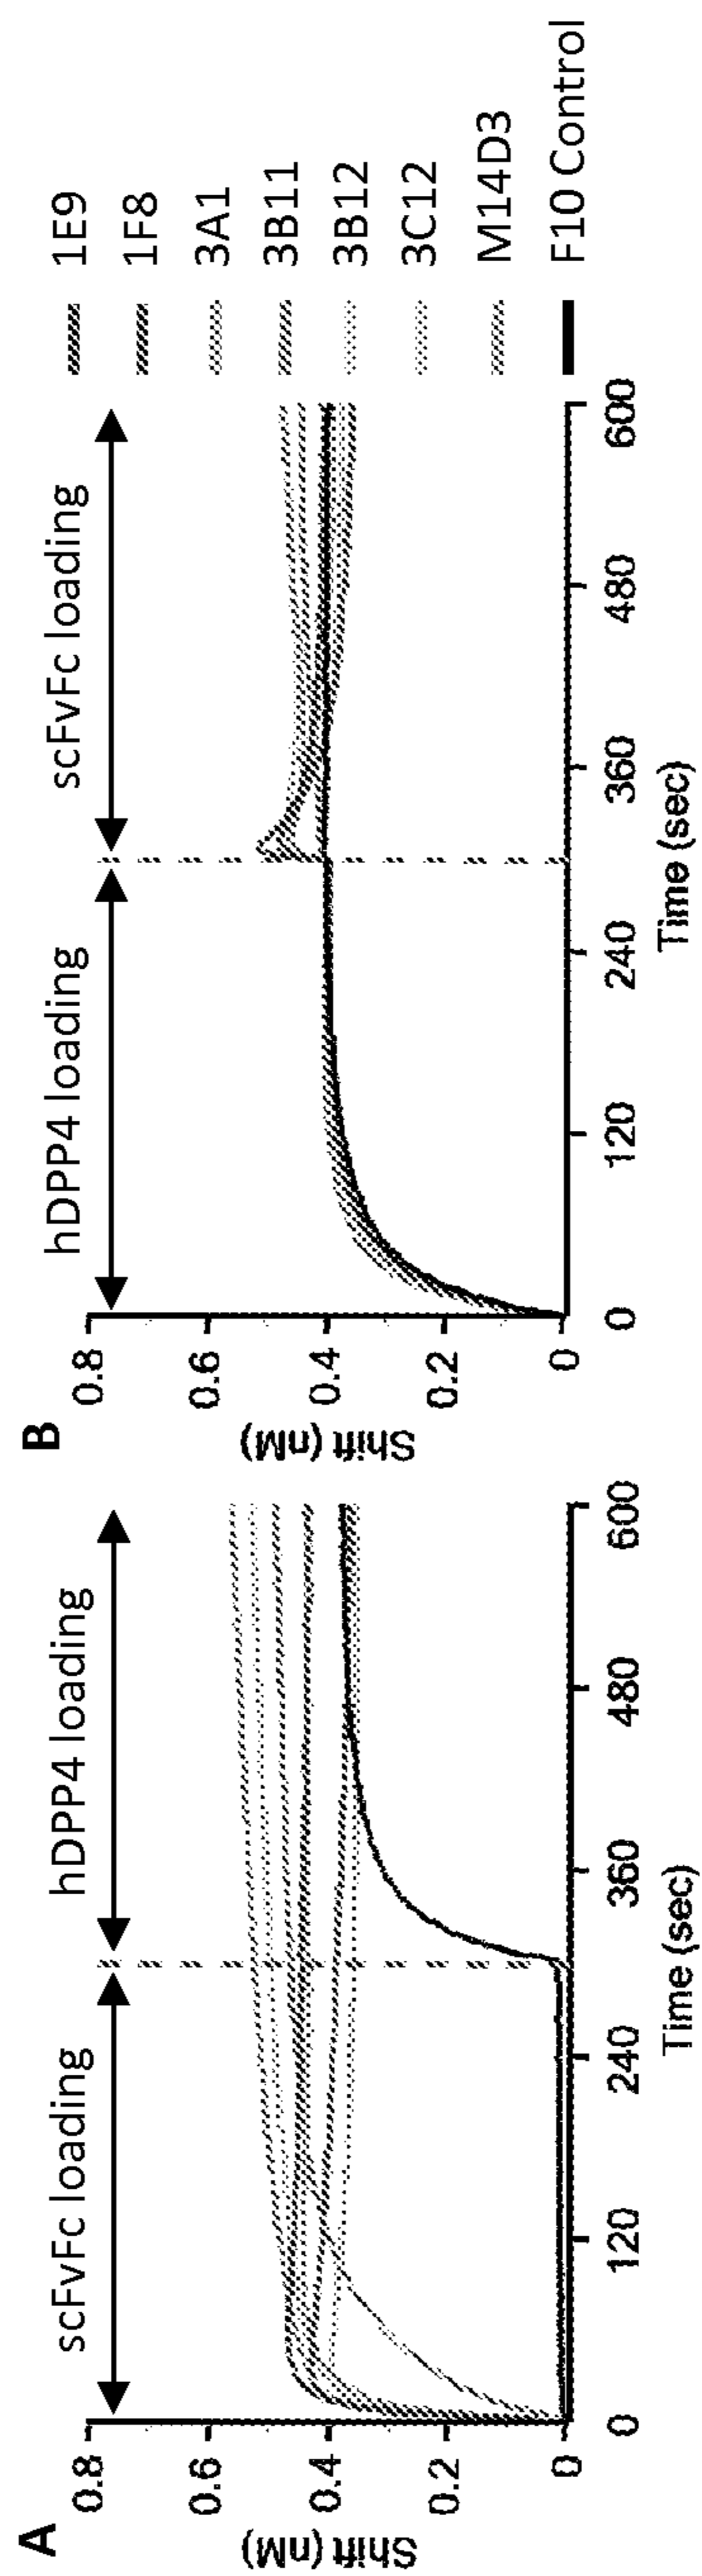 A
scFvFc loading
hDPP4 loading
Shift (nM)
0.8
0.6
0.4
0.2
0
0
120
240
360
480
600
Time (sec)
B
hDPP4 loading
scFvFc loading
Shift (nM)
0.8
0.6
0.4
0.2
0
0
120
240
360
480
600
Time (sec)
1E9
1F8
3A1
3B11
3B12
3C12
M14D3
F10 Control